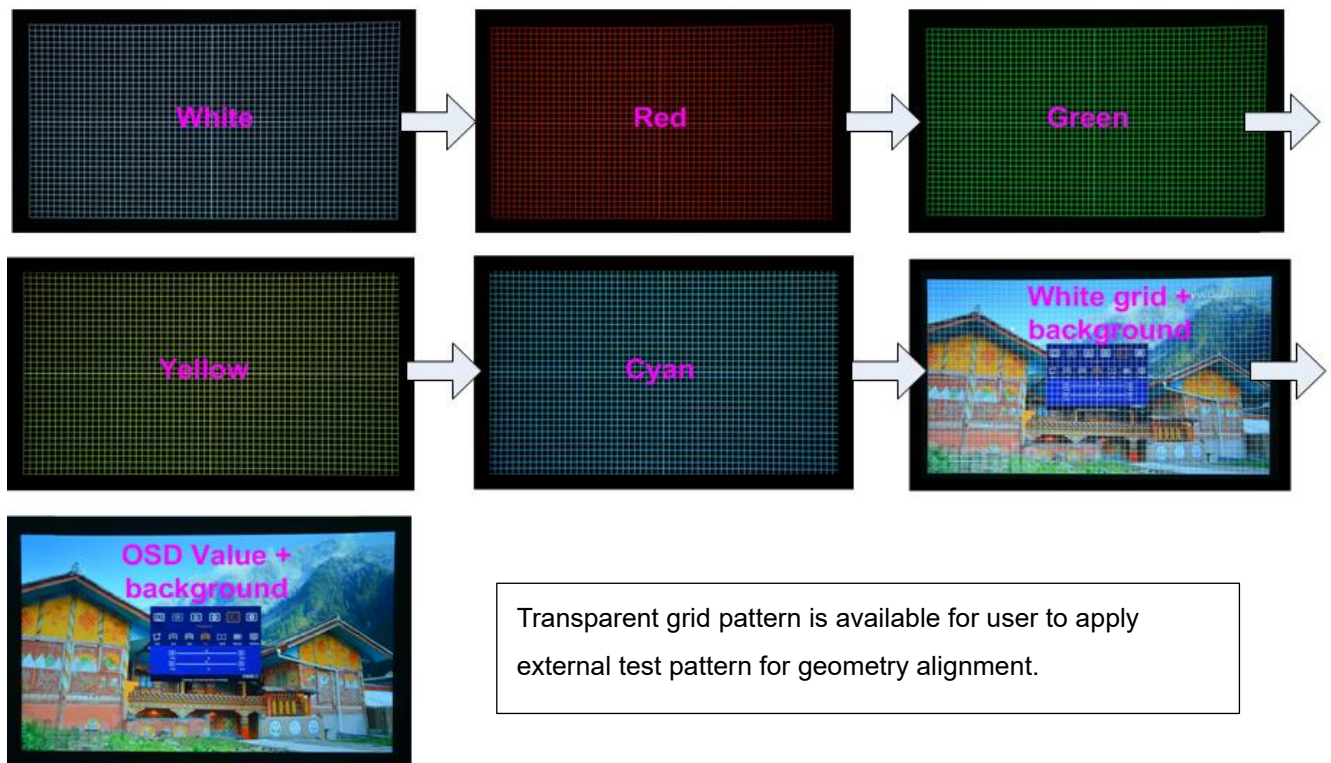 White
Red
Green
Yellow
Cyan
White grid +
background
OSD Value +
background
Transparent grid pattern is available for user to apply
external test pattern for geometry alignment.